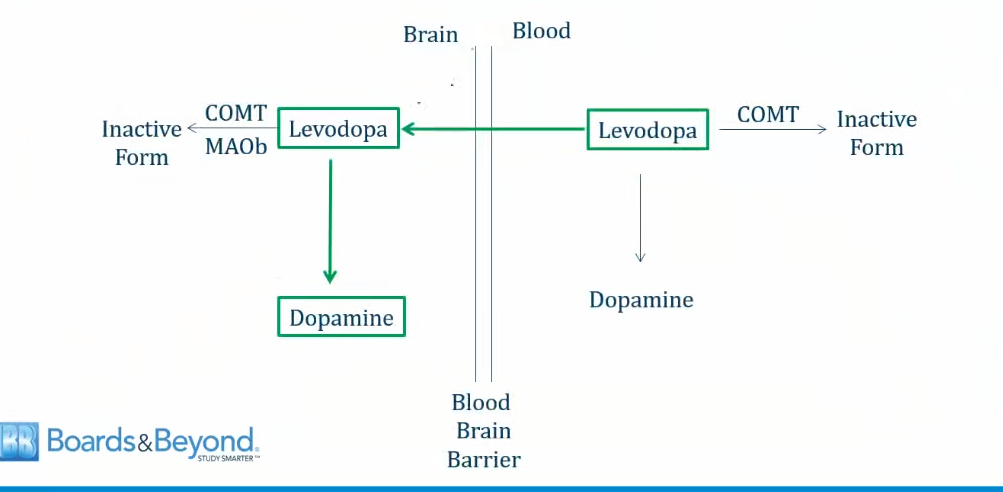 Brain
Blood
Inactive
Form
COMT
MAOb
Levodopa
Levodopa
COMT
Inactive
Form
Dopamine
Dopamine
Blood
Brain
Barrier
BB Boards&Beyond.
STUDY SMARTER™